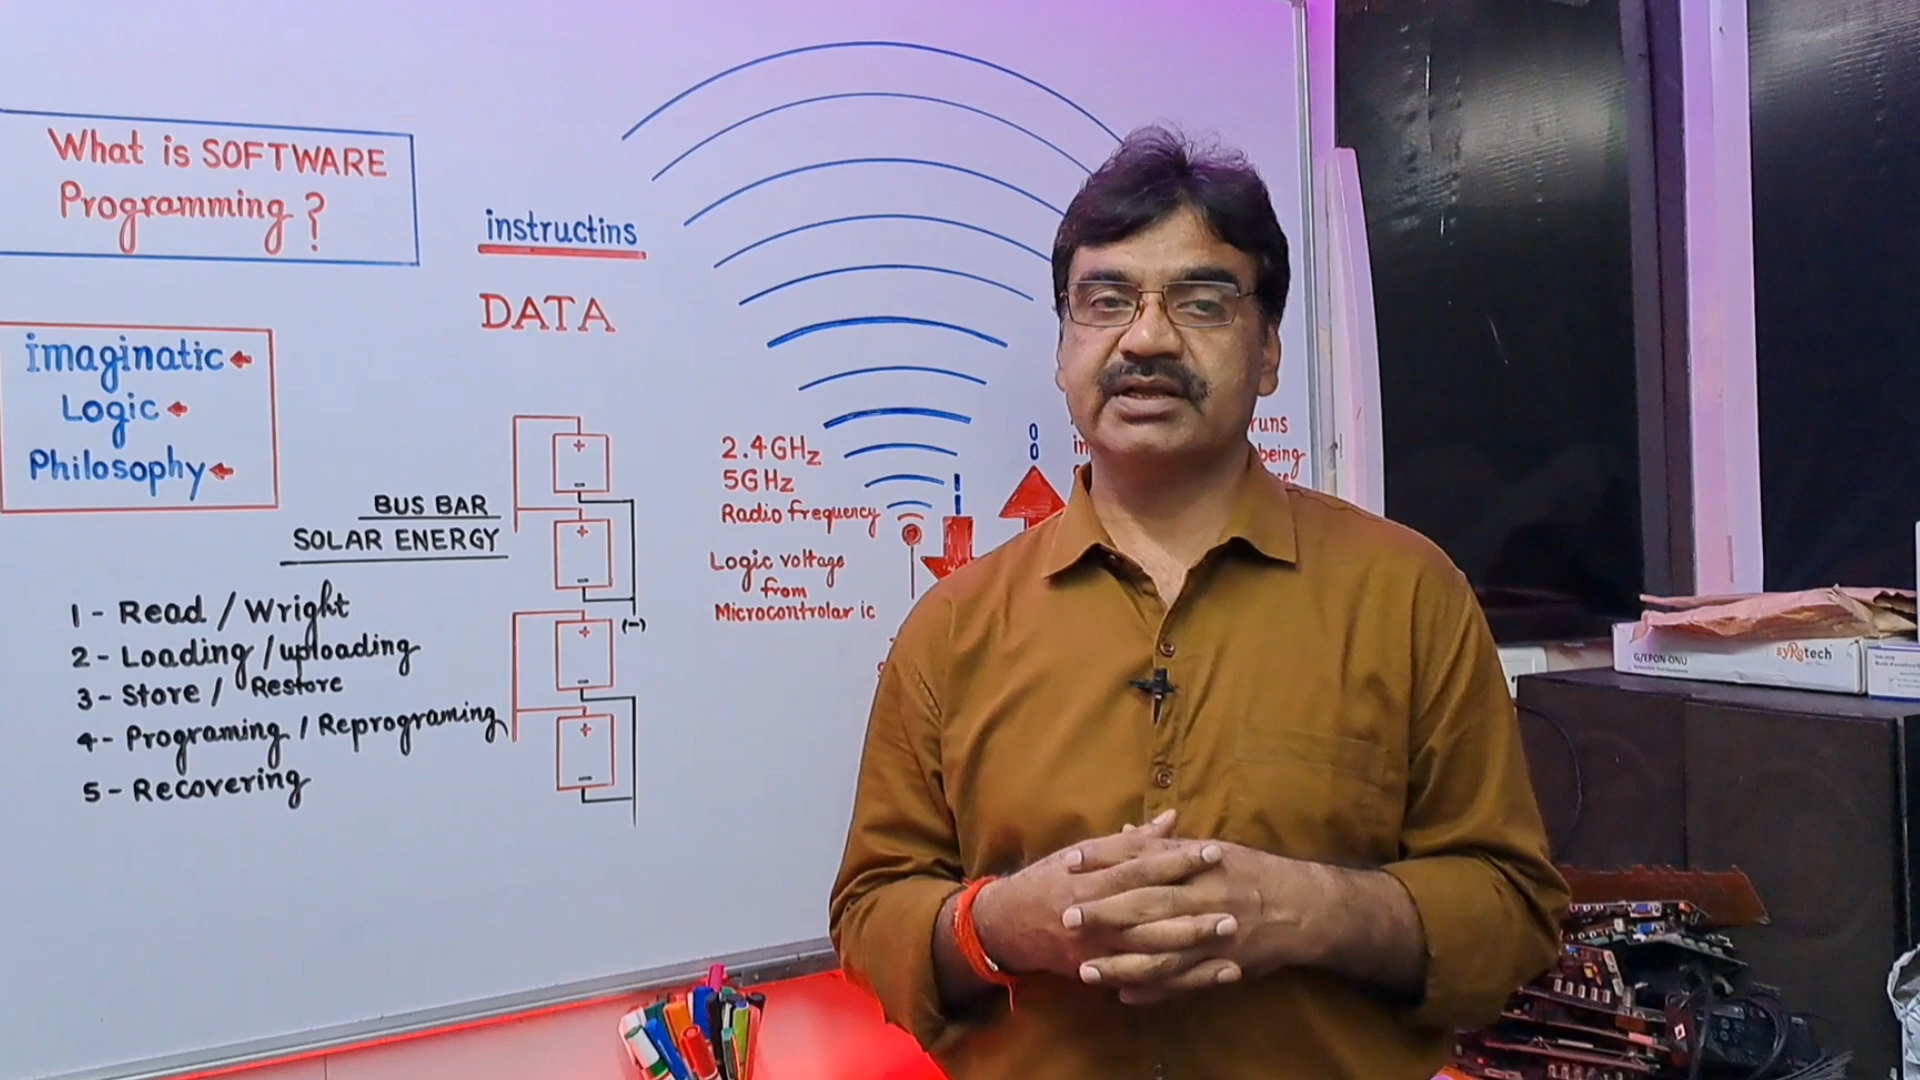 What is SOFTWARE
Programming?
instructins
DATA
imaginatic
Logic
Philosophy
BUS BAR
SOLAR ENERGY
1 - Read / Wright
2 - Loading / uploading
3 - Store / Restore
4 - Programing / Reprograming
5 - Recovering
+
-
+
-
(-)
+
-
+
-
2.4GHz
5GHz
Radio frequency
Logic voltage
from
Microcontrolar ic
runs
being
G/EPON ONU
syRotech